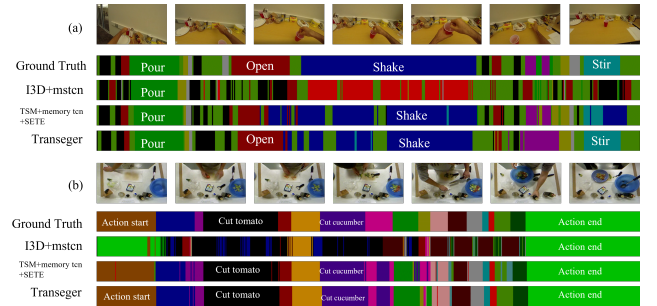 (a)
Ground Truth Pour Open Shake Stir
I3D+mstcn Pour
TSM+memory tcn
+SETE Pour Shake
Transeger Pour Open Shake Stir
(b)
Ground Truth Action start Cut tomato Cut cucumber Action end
I3D+mstcn Action end
TSM+memory tcn
+SETE Cut tomato Cut cucumber Action end
Transeger Action start Cut tomato Cut cucumber Action end